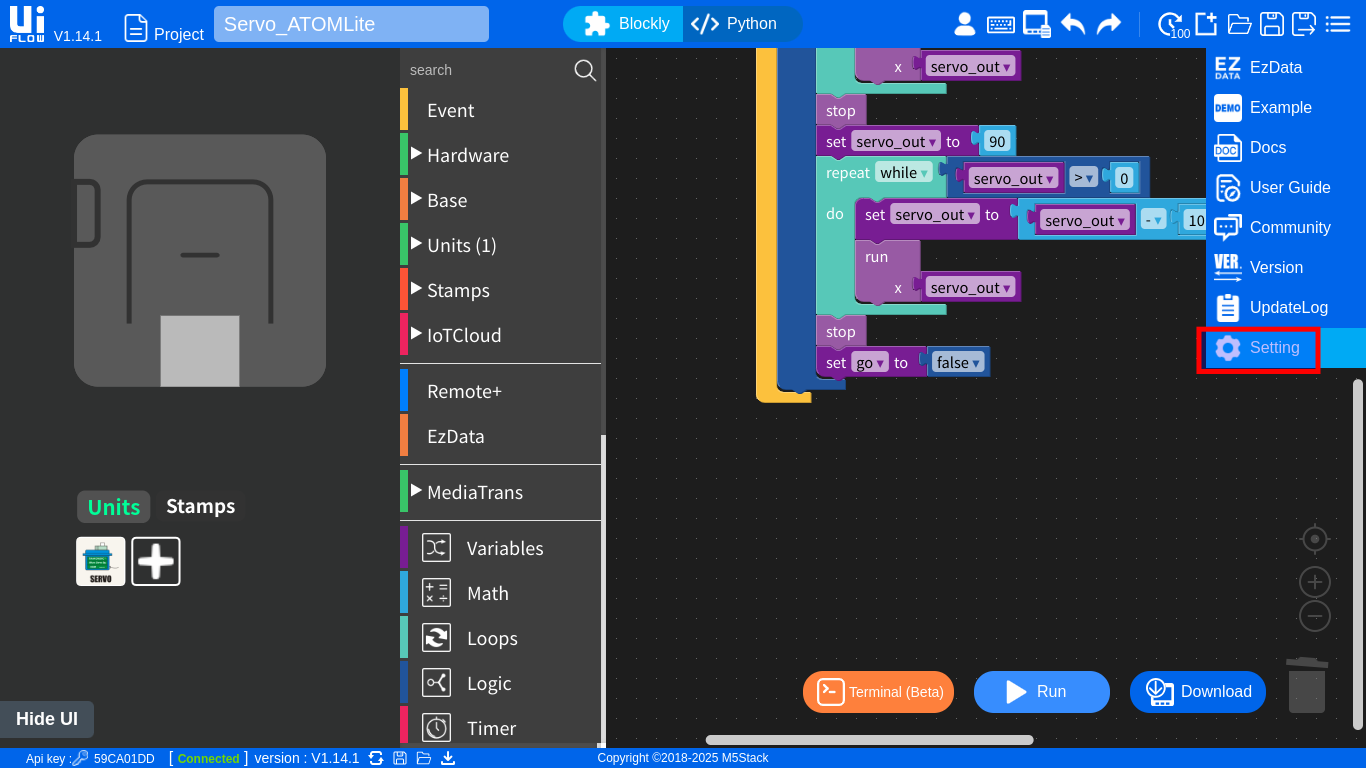 Ui FLOW V1.14.1 Project Servo_ATOMLite Blockly Python 100
search
Event
Hardware
Base
Units (1)
Stamps
IoTCloud
Remote+
EzData
MediaTrans
Variables
Math
Loops
Logic
Timer
x servo_out
stop
set servo_out to 90
repeat while servo_out > 0
do set servo_out to servo_out - 10
run
x servo_out
stop
set go to false
EZ DATA EzData
DEMO Example
DOC Docs
User Guide
Community
VER. Version
UpdateLog
Setting
Units Stamps
SERVO
Hide UI
Terminal (Beta) Run Download
Api key : 59CA01DD [ Connected ] version : V1.14.1
Copyright ©2018-2025 M5Stack